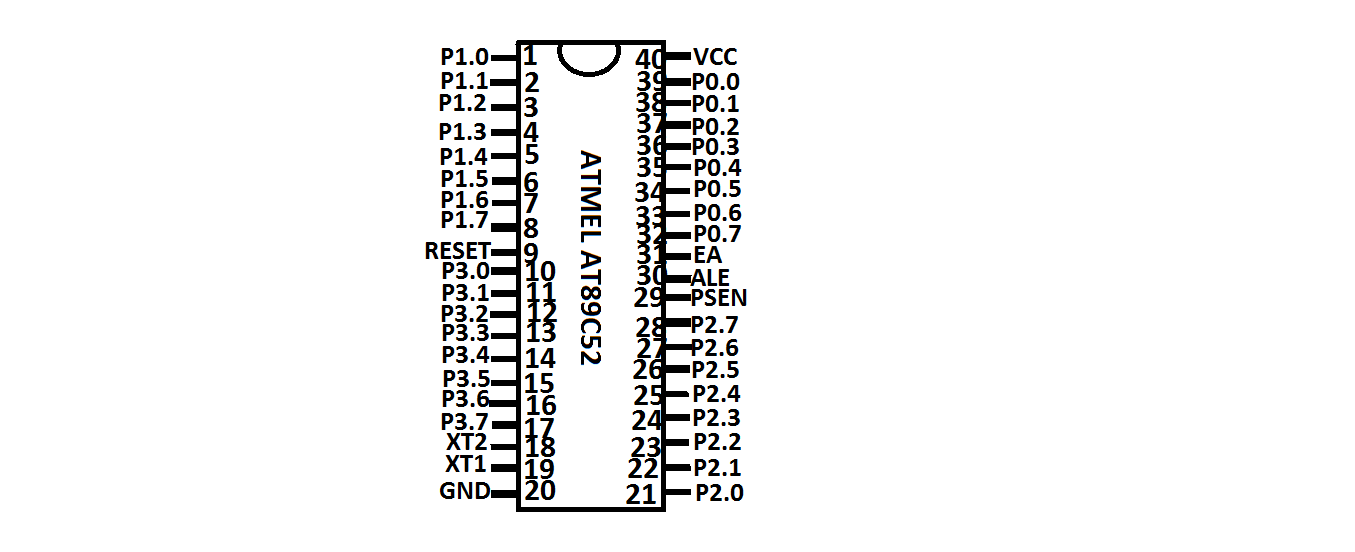 P1.0 1 40 VCC
P1.1 2 39 P0.0
P1.2 3 38 P0.1
P1.3 4 37 P0.2
P1.4 5 36 P0.3
P1.5 6 35 P0.4
P1.6 7 34 P0.5
P1.7 8 33 P0.6
RESET 9 32 P0.7
P3.0 10 31 EA
P3.1 11 30 ALE
P3.2 12 29 PSEN
P3.3 13 28 P2.7
P3.4 14 27 P2.6
P3.5 15 26 P2.5
P3.6 16 25 P2.4
P3.7 17 24 P2.3
XT2 18 23 P2.2
XT1 19 22 P2.1
GND 20 21 P2.0
ATMEL AT89C52